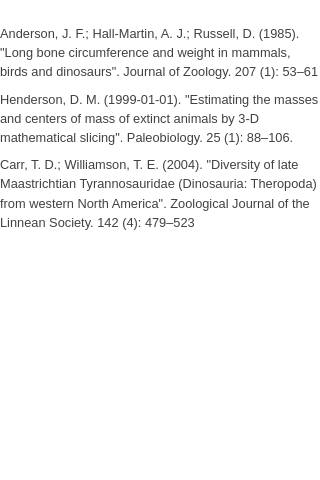 Anderson, J. F.; Hall-Martin, A. J.; Russell, D. (1985).
"Long bone circumference and weight in mammals,
birds and dinosaurs". Journal of Zoology. 207 (1): 53–61
Henderson, D. M. (1999-01-01). "Estimating the masses
and centers of mass of extinct animals by 3-D
mathematical slicing". Paleobiology. 25 (1): 88–106.
Carr, T. D.; Williamson, T. E. (2004). "Diversity of late
Maastrichtian Tyrannosauridae (Dinosauria: Theropoda)
from western North America". Zoological Journal of the
Linnean Society. 142 (4): 479–523